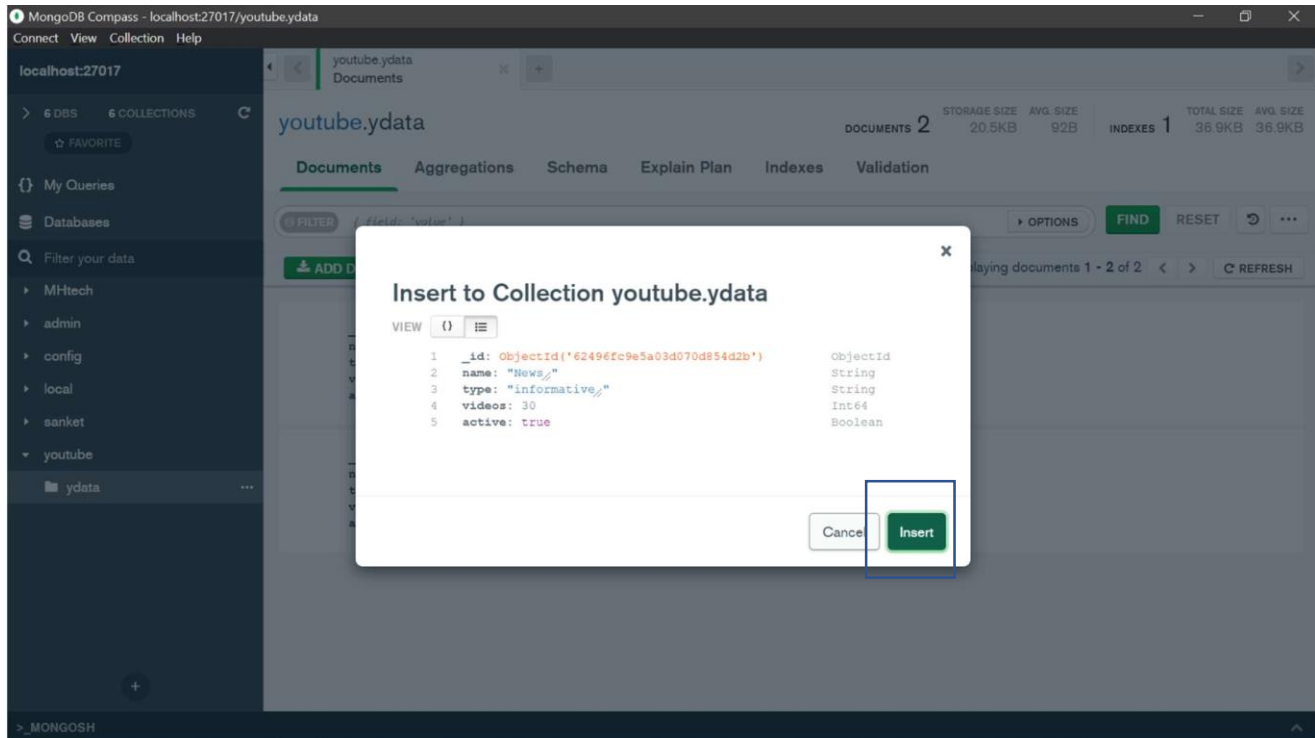 MongoDB Compass - localhost:27017/youtube.ydata
Connect View Collection Help
localhost:27017
youtube.ydata
Documents
6 DBS 6 COLLECTIONS
FAVORITE
youtube.ydata
DOCUMENTS 2 STORAGE SIZE 20.5KB AVG. SIZE 92B INDEXES 1 TOTAL SIZE 36.9KB AVG. SIZE 36.9KB
Documents Aggregations Schema Explain Plan Indexes Validation
{} My Queries
Databases
FILTER { field: 'value' } OPTIONS FIND RESET
Filter your data
ADD D laying documents 1 - 2 of 2 REFRESH
MHtech
admin
config
local
sanket
youtube
ydata
Insert to Collection youtube.ydata
VIEW {}
1 _id: ObjectId('62496fc9e5a03d070d854d2b') ObjectId
2 name: "News" String
3 type: "informative" String
4 videos: 30 Int64
5 active: true Boolean
Cancel Insert
>_MONGOSH